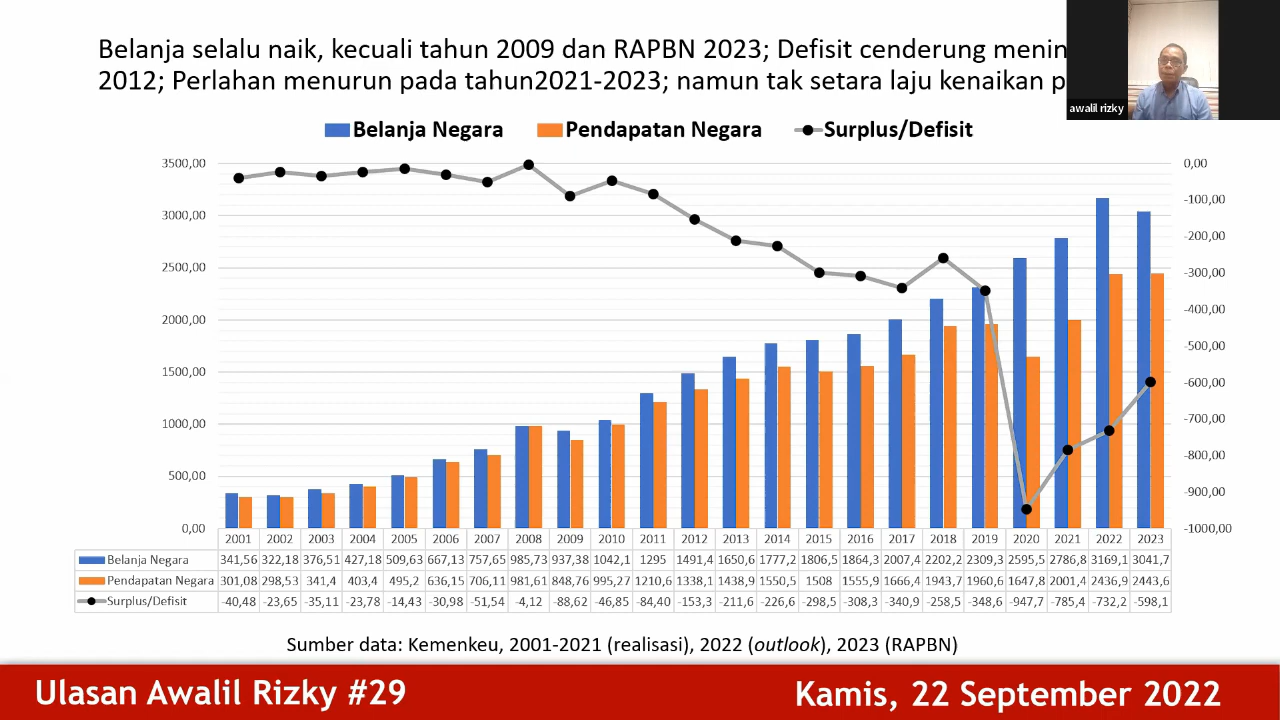 Belanja selalu naik, kecuali tahun 2009 dan RAPBN 2023; Defisit cenderung
2012; Perlahan menurun pada tahun2021-2023; namun tak setara laju kenaikan
awalil rizky
Belanja Negara Pendapatan Negara Surplus/Defisit
3500,00 0,00
3000,00 -100,00
2500,00 -200,00
2000,00 -300,00
1500,00 -400,00
1000,00 -500,00
500,00 -600,00
0,00 -700,00
-800,00
-900,00
-1000,00
2001 2002 2003 2004 2005 2006 2007 2008 2009 2010 2011 2012 2013 2014 2015 2016 2017 2018 2019 2020 2021 2022 2023
Belanja Negara 341,56 322,18 376,51 427,18 509,63 667,13 757,65 985,73 937,38 1042,1 1295 1491,4 1650,6 1777,2 1806,5 1864,3 2007,4 2202,2 2309,3 2595,5 2786,8 3169,1 3041,7
Pendapatan Negara 301,08 298,53 341,4 403,4 495,2 636,15 706,11 981,61 848,76 995,27 1210,6 1338,1 1438,9 1550,5 1508 1555,9 1666,4 1943,7 1960,6 1647,8 2001,4 2436,9 2443,6
Surplus/Defisit -40,48 -23,65 -35,11 -23,78 -14,43 -30,98 -51,54 -4,12 -88,62 -46,85 -84,40 -153,3 -211,6 -226,6 -298,5 -308,3 -340,9 -258,5 -348,6 -947,7 -785,4 -732,2 -598,1
Sumber data: Kemenkeu, 2001-2021 (realisasi), 2022 (outlook), 2023 (RAPBN)
Ulasan Awalil Rizky #29 Kamis, 22 September 2022